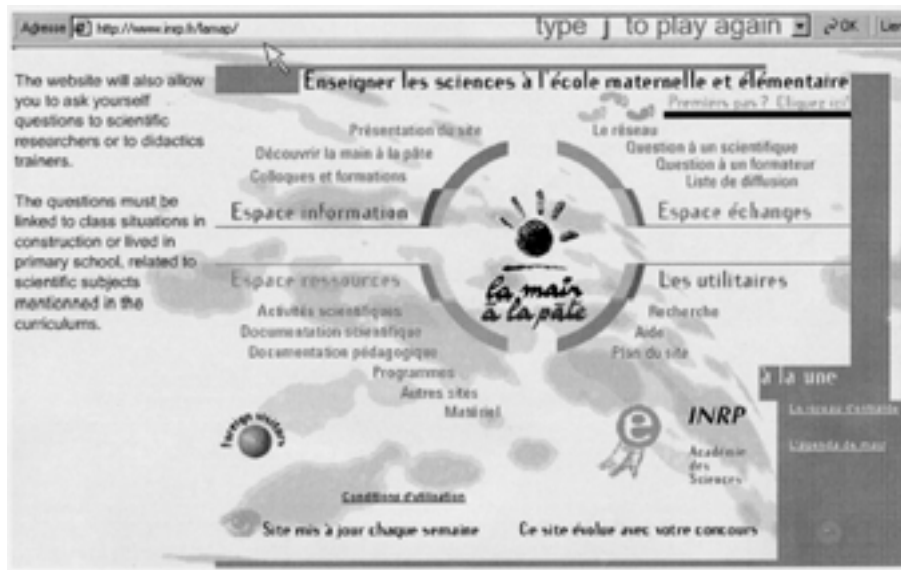 Adresse http://www.inrp.fr/lamap/ type j to play again OK Lien
The website will also allow
you to ask yourself
questions to scientific
researchers or to didactics
trainers.
The questions must be
linked to class situations in
construction or lived in
primary school, related to
scientific subjects
mentionned in the
curriculums.
Enseigner les sciences à l'école maternelle et élémentaire
Premiers pas ? Cliquez ici!
Présentation du site
Découvrir la main à la pâte
Colloques et formations
Espace information
Le réseau
Question à un scientifique
Question à un formateur
Liste de diffusion
Espace échanges
la main
à la pâte
Espace ressources
Activités scientifiques
Documentation scientifique
Documentation pédagogique
Programmes
Autres sites
Matériel
Les utilitaires
Recherche
Aide
Plan du site
à la une
L'agenda de mai
foreign visitors
e
INRP
Académie
des
Sciences
Conditions d'utilisation
Site mis à jour chaque semaine
Ce site évolue avec votre concours